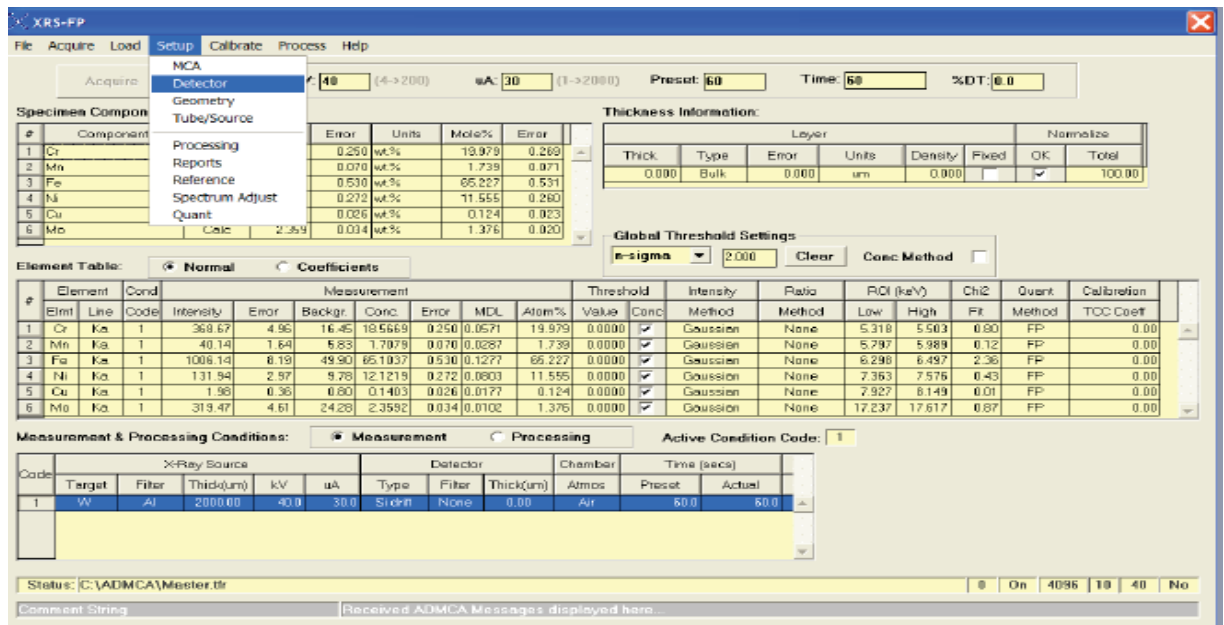 XRS-FP
File Acquire Load Setup Calibrate Process Help
MCA
Detector
Geometry
Tube/Source
Processing
Reports
Reference
Spectrum Adjust
Quant
Acquire 40 (4->200) uA: 30 (1->2000) Preset: 60 Time: 60 %DT: 0.0
Specimen Compon Thickness Information:
# Component Error Units Mole% Error
1 Cr 0.250 wt.% 19.979 0.269
2 Mn 0.070 wt.% 1.739 0.071
3 Fe 0.530 wt.% 65.227 0.531
4 Ni 0.272 wt.% 11.555 0.260
5 Cu 0.026 wt.% 0.124 0.023
6 Mo Calc 2.359 0.034 wt.% 1.376 0.020
Layer Normalize
Thick Type Error Units Density Fixed OK Total
0.000 Bulk 0.000 um 0.000 100.00
Global Threshold Settings
n-sigma 2.000 Clear Conc Method
Element Table: Normal Coefficients
# Element Cond Measurement Threshold Intensity Ratio ROI (keV) Chi2 Quant Calibration
Elmt Line Code Intensity Error Backgr. Conc. Error MDL Atom% Value Conc Method Method Low High Fit Method TCC Coeff
1 Cr Ka 1 368.67 4.96 16.45 18.5669 0.250 0.0571 19.979 0.0000 Gaussian None 5.318 5.503 0.80 FP 0.00
2 Mn Ka 1 40.14 1.64 5.83 1.7079 0.070 0.0287 1.739 0.0000 Gaussian None 5.797 5.989 0.12 FP 0.00
3 Fe Ka 1 1006.14 8.19 49.90 65.1037 0.530 0.1277 65.227 0.0000 Gaussian None 6.298 6.497 2.36 FP 0.00
4 Ni Ka 1 131.94 2.97 9.78 12.1219 0.272 0.0803 11.555 0.0000 Gaussian None 7.363 7.576 0.43 FP 0.00
5 Cu Ka 1 1.98 0.36 0.80 0.1403 0.026 0.0177 0.124 0.0000 Gaussian None 7.927 8.149 0.01 FP 0.00
6 Mo Ka 1 319.47 4.61 24.28 2.3592 0.034 0.0102 1.376 0.0000 Gaussian None 17.237 17.617 0.87 FP 0.00
Measurement & Processing Conditions: Measurement Processing Active Condition Code: 1
Code X-Ray Source Detector Chamber Time (secs)
Target Filter Thick(um) kV uA Type Filter Thick(um) Atmos Preset Actual
1 W Al 2000.00 40.0 30.0 Si drift None 0.00 Air 60.0 60.0
Status: C:\ADMCA\Master.tfr 0 On 4096 10 40 No
Comment String Received ADMCA Messages displayed here...